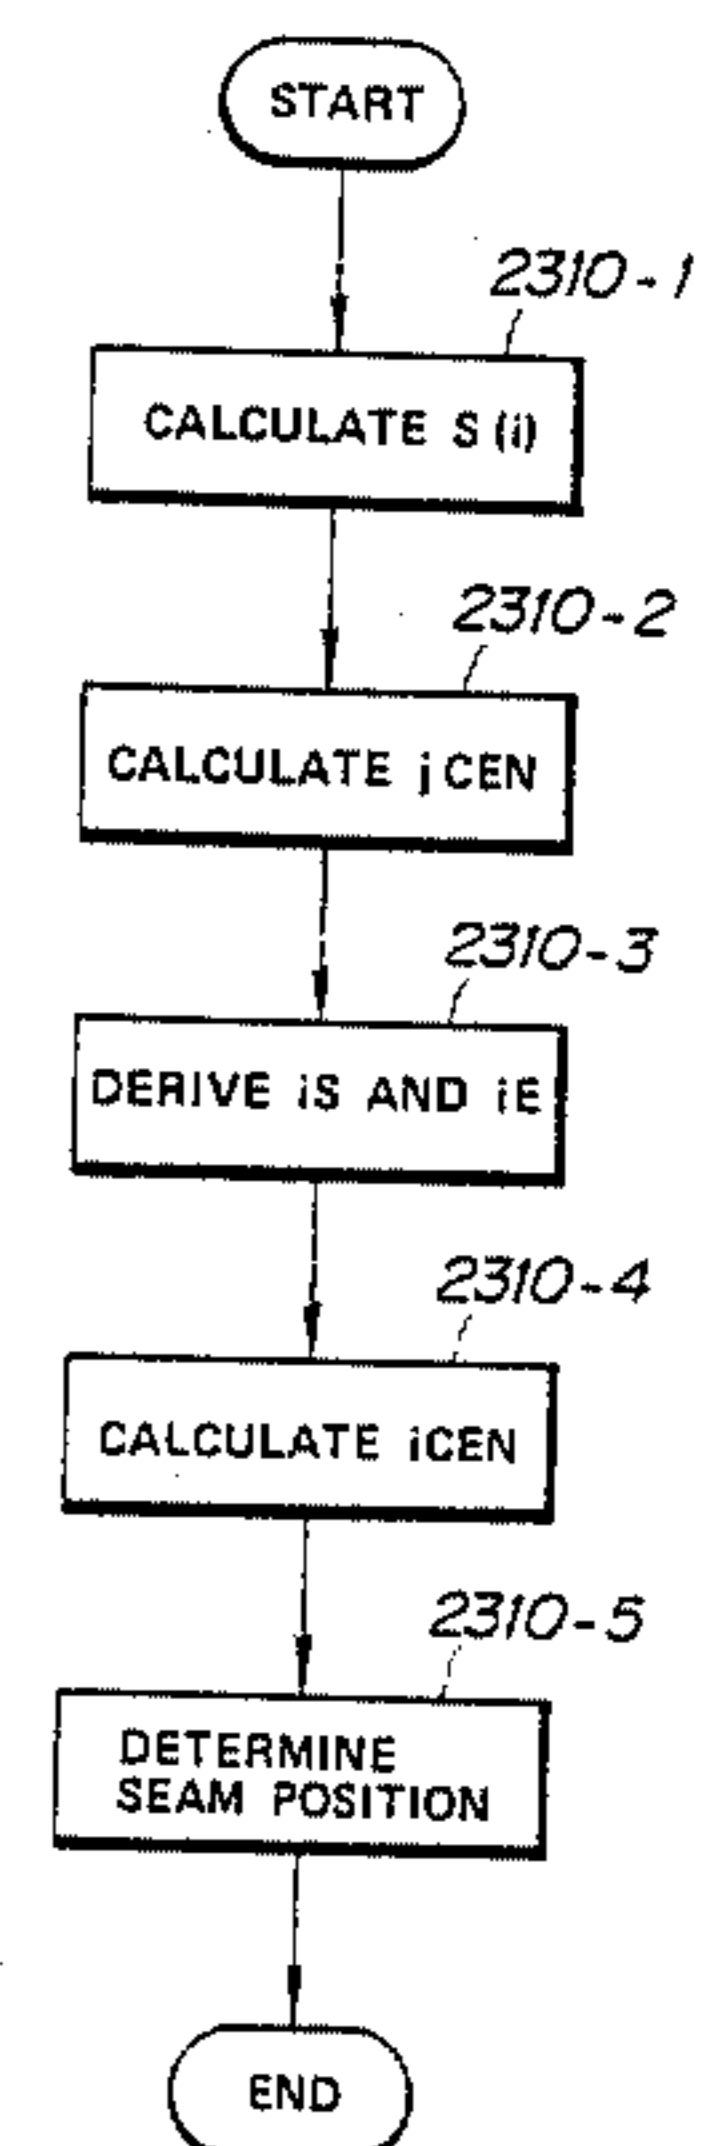 START
2310-1
CALCULATE S(i)
2310-2
CALCULATE jCEN
2310-3
DERIVE iS AND iE
2310-4
CALCULATE iCEN
2310-5
DETERMINE
SEAM POSITION
END